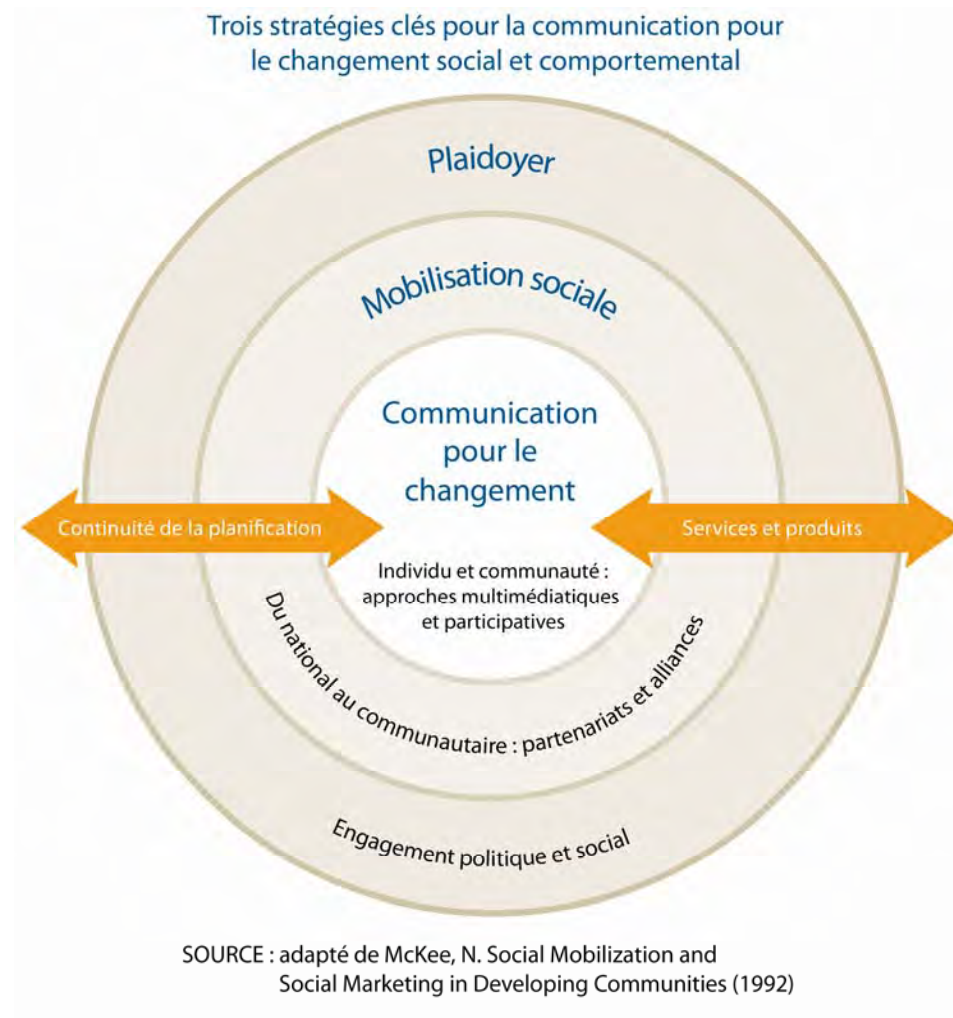 Trois stratégies clés pour la communication pour
le changement social et comportemental
Plaidoyer
Mobilisation sociale
Communication
pour le
changement
Continuité de la planification
Services et produits
Individu et communauté :
approches multimédiatiques
et participatives
Du national au communautaire : partenariats et alliances
Engagement politique et social
SOURCE : adapté de McKee, N. Social Mobilization and
Social Marketing in Developing Communities (1992)